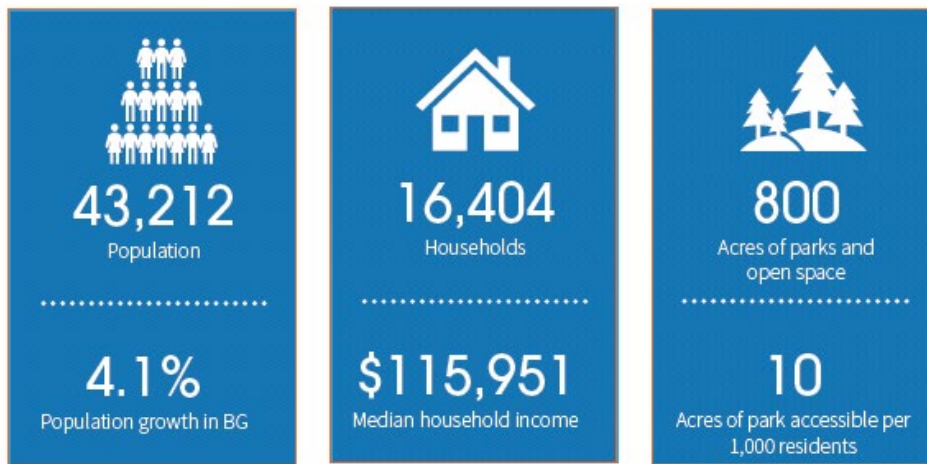 43,212
Population
4.1%
Population growth in BG
16,404
Households
$115,951
Median household income
800
Acres of parks and
open space
10
Acres of park accessible per
1,000 residents